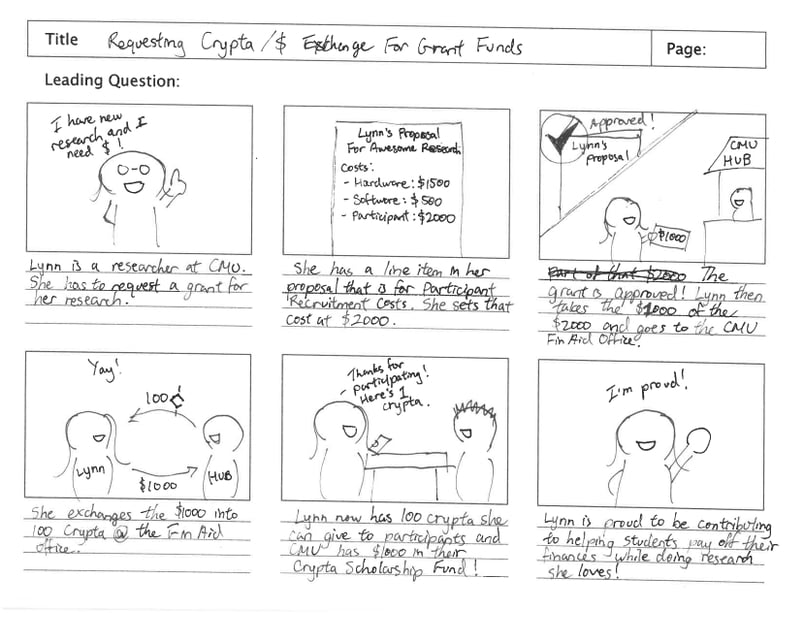 Title Requesting Crypta/$ Exchange For Grant Funds Page:
Leading Question:
I have new
research, and I
need $!
Lynn is a researcher at CMU.
She has to request a grant for
her research.
Lynn's Proposal
For Awesome Research
Costs:
- Hardware: $1500
- Software: $500
- Participant: $2000
She has a line item in her
proposal that is for Participant
Recruitment Costs. She sets that
cost at $2000.
Approved!
Lynn's
Proposal
CMU
HUB
$1000
Part of that $2000 The
grant is approved! Lynn then
takes the $1000 of the
$2000 and goes to the CMU
Fin Aid Office.
Yay!
100
Lynn
HUB
$1000
She exchanges the $1000 into
100 Crypta @ the Fin Aid
office.
Thanks for
participating!
Here's 1
crypta.
Lynn now has 100 crypta she
can give to participants and
CMU has $1000 in their
Crypta Scholarship Fund!
I'm proud!
Lynn is proud to be contributing
to helping students pay off their
finances while doing research
she loves!